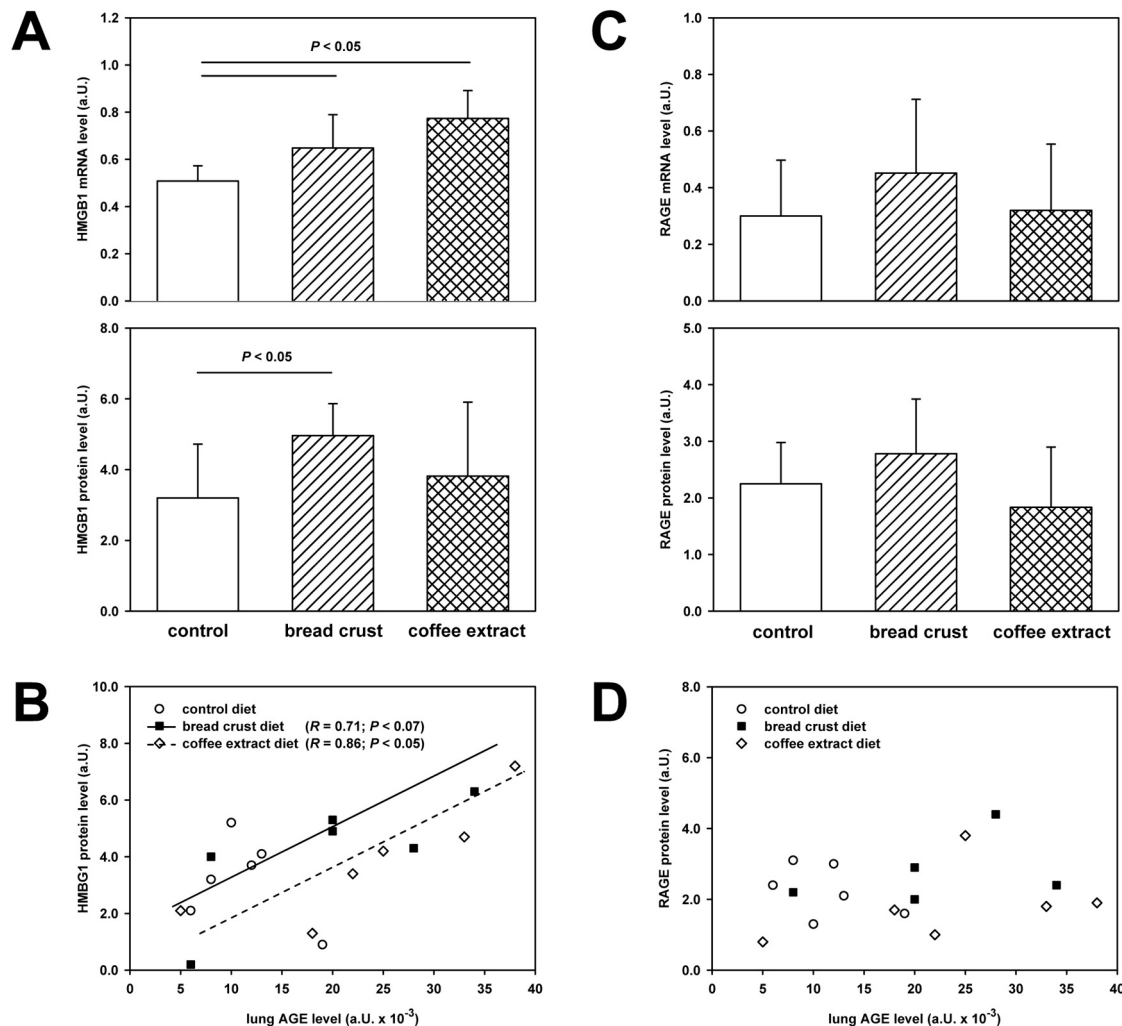 A
1.2
1.0
0.8
0.6
0.4
0.2
0.0
HMGB1 mRNA level (a.U.)
P < 0.05
8.0
6.0
4.0
2.0
0.0
HMGB1 protein level (a.U.)
P < 0.05
control bread crust coffee extract
C
1.0
0.8
0.6
0.4
0.2
0.0
RAGE mRNA level (a.U.)
5.0
4.0
3.0
2.0
1.0
0.0
RAGE protein level (a.U.)
control bread crust coffee extract
B
10.0
8.0
6.0
4.0
2.0
0.0
HMBG1 protein level (a.U.)
control diet
bread crust diet (R = 0.71; P < 0.07)
coffee extract diet (R = 0.86; P < 0.05)
5 10 15 20 25 30 35 40
lung AGE level (a.U. x 10-3)
D
8.0
6.0
4.0
2.0
0.0
RAGE protein level (a.U.)
control diet
bread crust diet
coffee extract diet
5 10 15 20 25 30 35 40
lung AGE level (a.U. x 10-3)